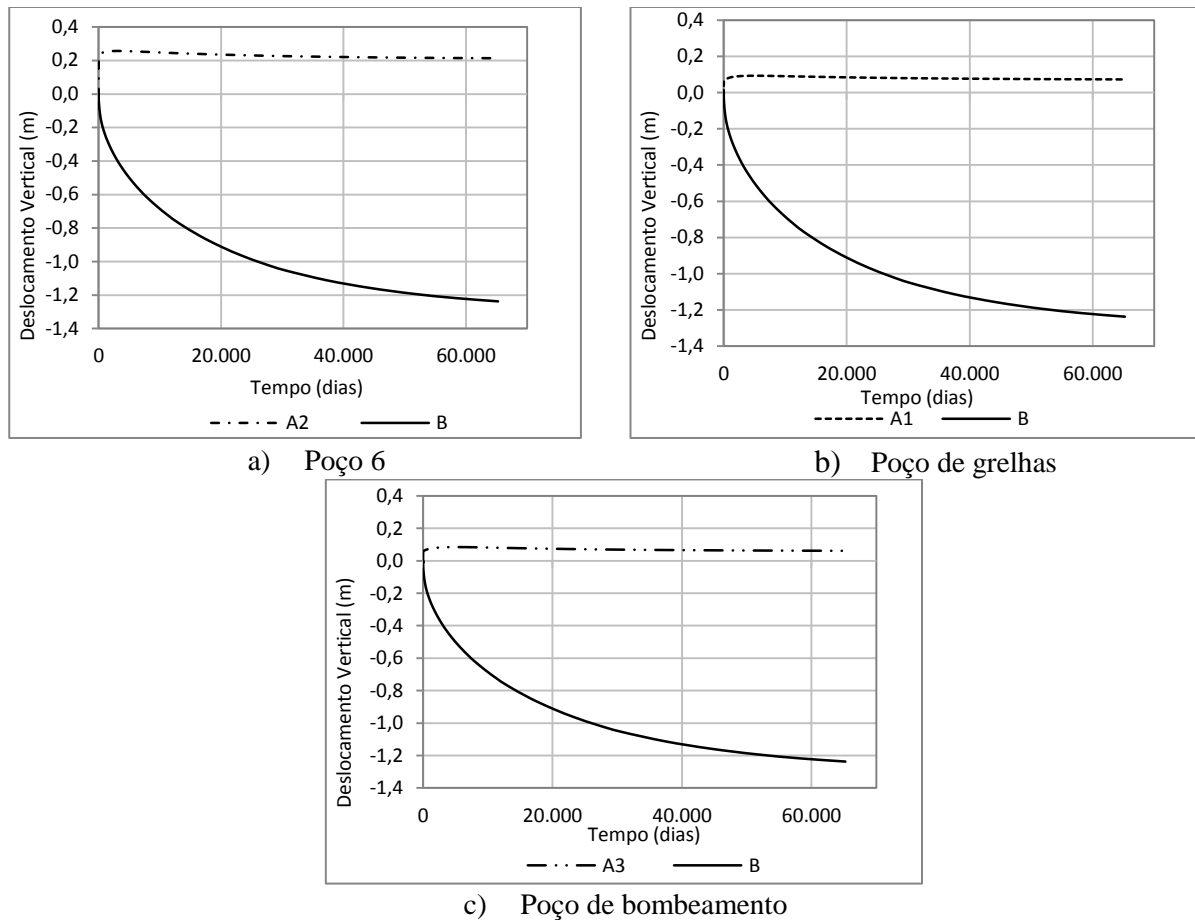 0,4
0,2
0,0
-0,2
-0,4
-0,6
-0,8
-1,0
-1,2
-1,4
Deslocamento Vertical (m)
0 20.000 40.000 60.000
Tempo (dias)
A2 B
a) Poço 6
0,4
0,2
0,0
-0,2
-0,4
-0,6
-0,8
-1,0
-1,2
-1,4
Deslocamento Vertical (m)
0 20.000 40.000 60.000
Tempo (dias)
A1 B
b) Poço de grelhas
0,4
0,2
0,0
-0,2
-0,4
-0,6
-0,8
-1,0
-1,2
-1,4
Deslocamento Vertical (m)
0 20.000 40.000 60.000
Tempo (dias)
A3 B
c) Poço de bombeamento